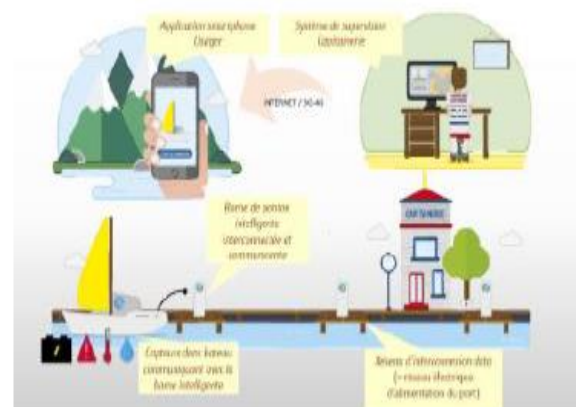 Application smartphone
Usager
Système de supervision
Capitainerie
INTERNET / 3G-4G
Borne de ponton
intelligente
interconnectée et
communicante
CAPITAINERIE
Capteurs dans bateau
communiquant avec la
borne intelligente
Réseau d'interconnexion data
(= réseau électrique
d'alimentation du port)